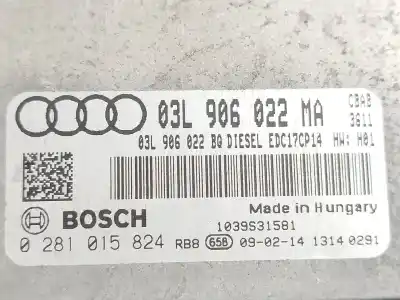 03L 906 022 MA CBAB
3611
03L 906 022 BQ DIESEL EDC17CP14 HW: H01
Made in Hungary
BOSCH 1039S31581
0 281 015 824 RB8 658 09-02-14 1314 0291